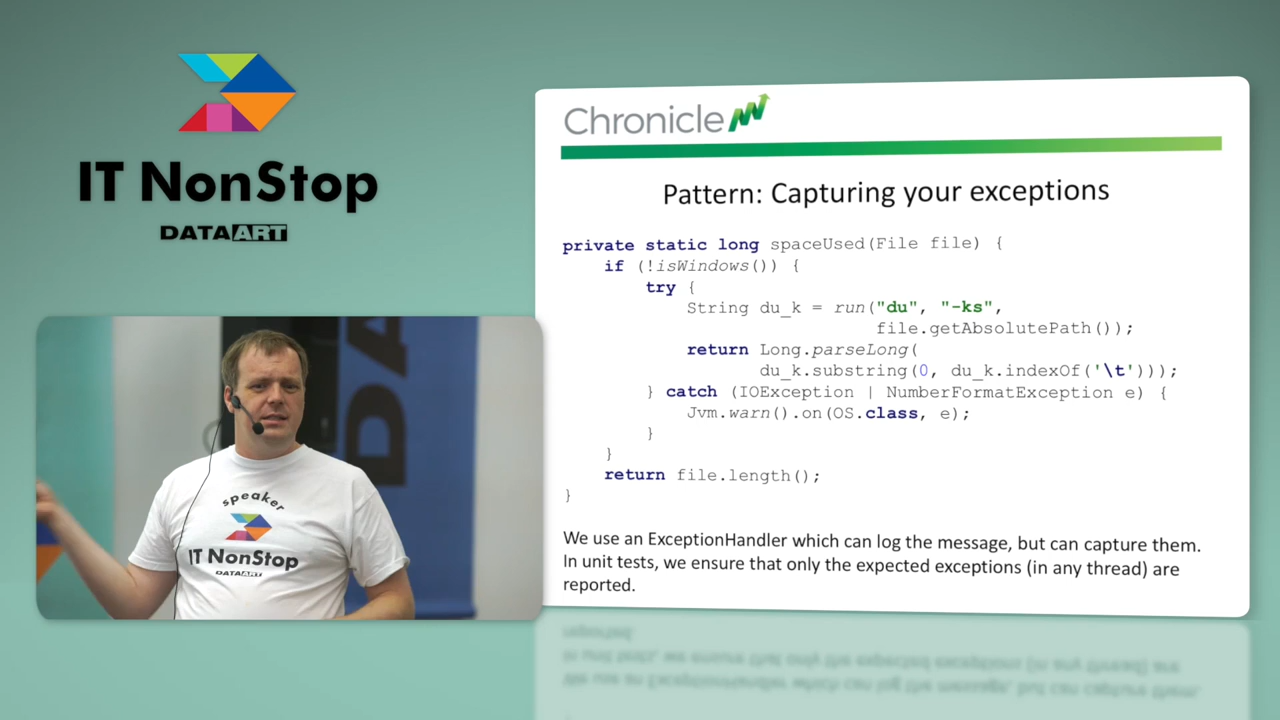 IT NonStop
DATAART
Chronicle
Pattern: Capturing your exceptions
private static long spaceUsed(File file) {
if (!isWindows()) {
try {
String du_k = run("du", "-ks",
file.getAbsolutePath());
return Long.parseLong(
du_k.substring(0, du_k.indexOf('\t')));
} catch (IOException | NumberFormatException e) {
Jvm.warn().on(OS.class, e);
}
}
return file.length();
}
We use an ExceptionHandler which can log the message, but can capture them.
In unit tests, we ensure that only the expected exceptions (in any thread) are
reported.
DA
speaker
IT NonStop
DATAART